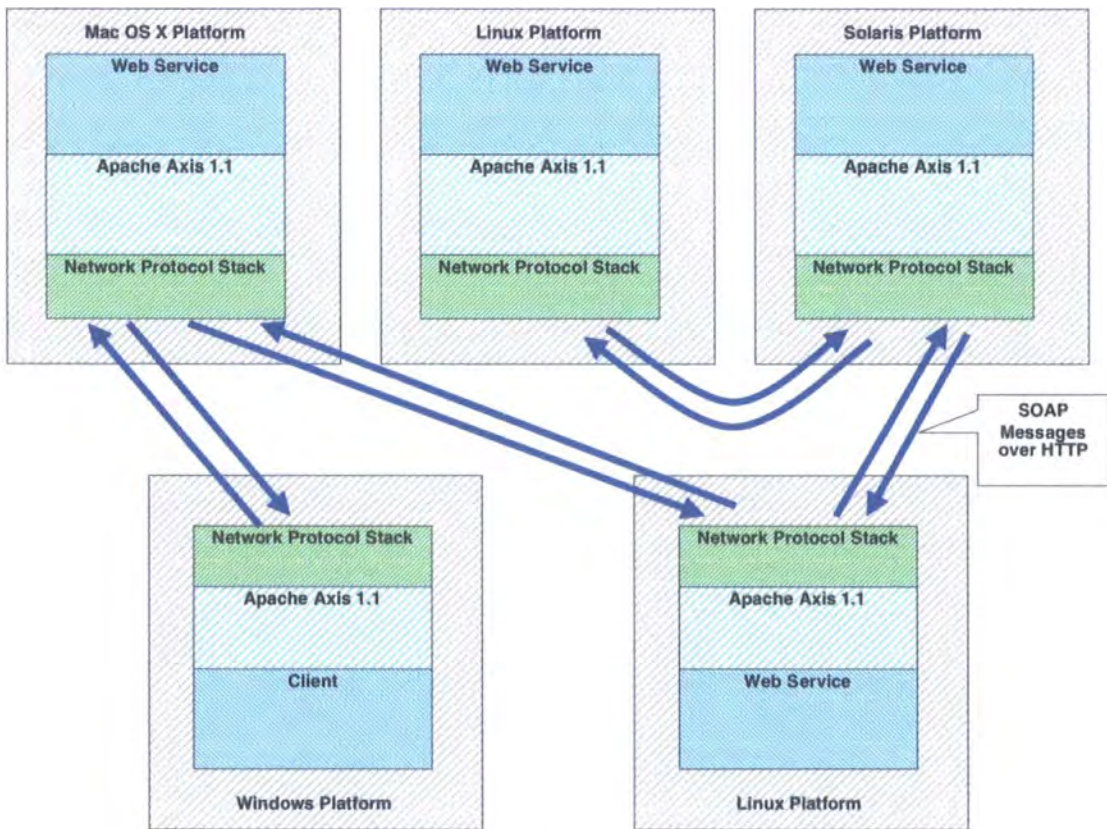 Mac OS X Platform
Web Service
Apache Axis 1.1
Network Protocol Stack
Linux Platform
Web Service
Apache Axis 1.1
Network Protocol Stack
Solaris Platform
Web Service
Apache Axis 1.1
Network Protocol Stack
SOAP
Messages
over HTTP
Network Protocol Stack
Apache Axis 1.1
Client
Windows Platform
Network Protocol Stack
Apache Axis 1.1
Web Service
Linux Platform